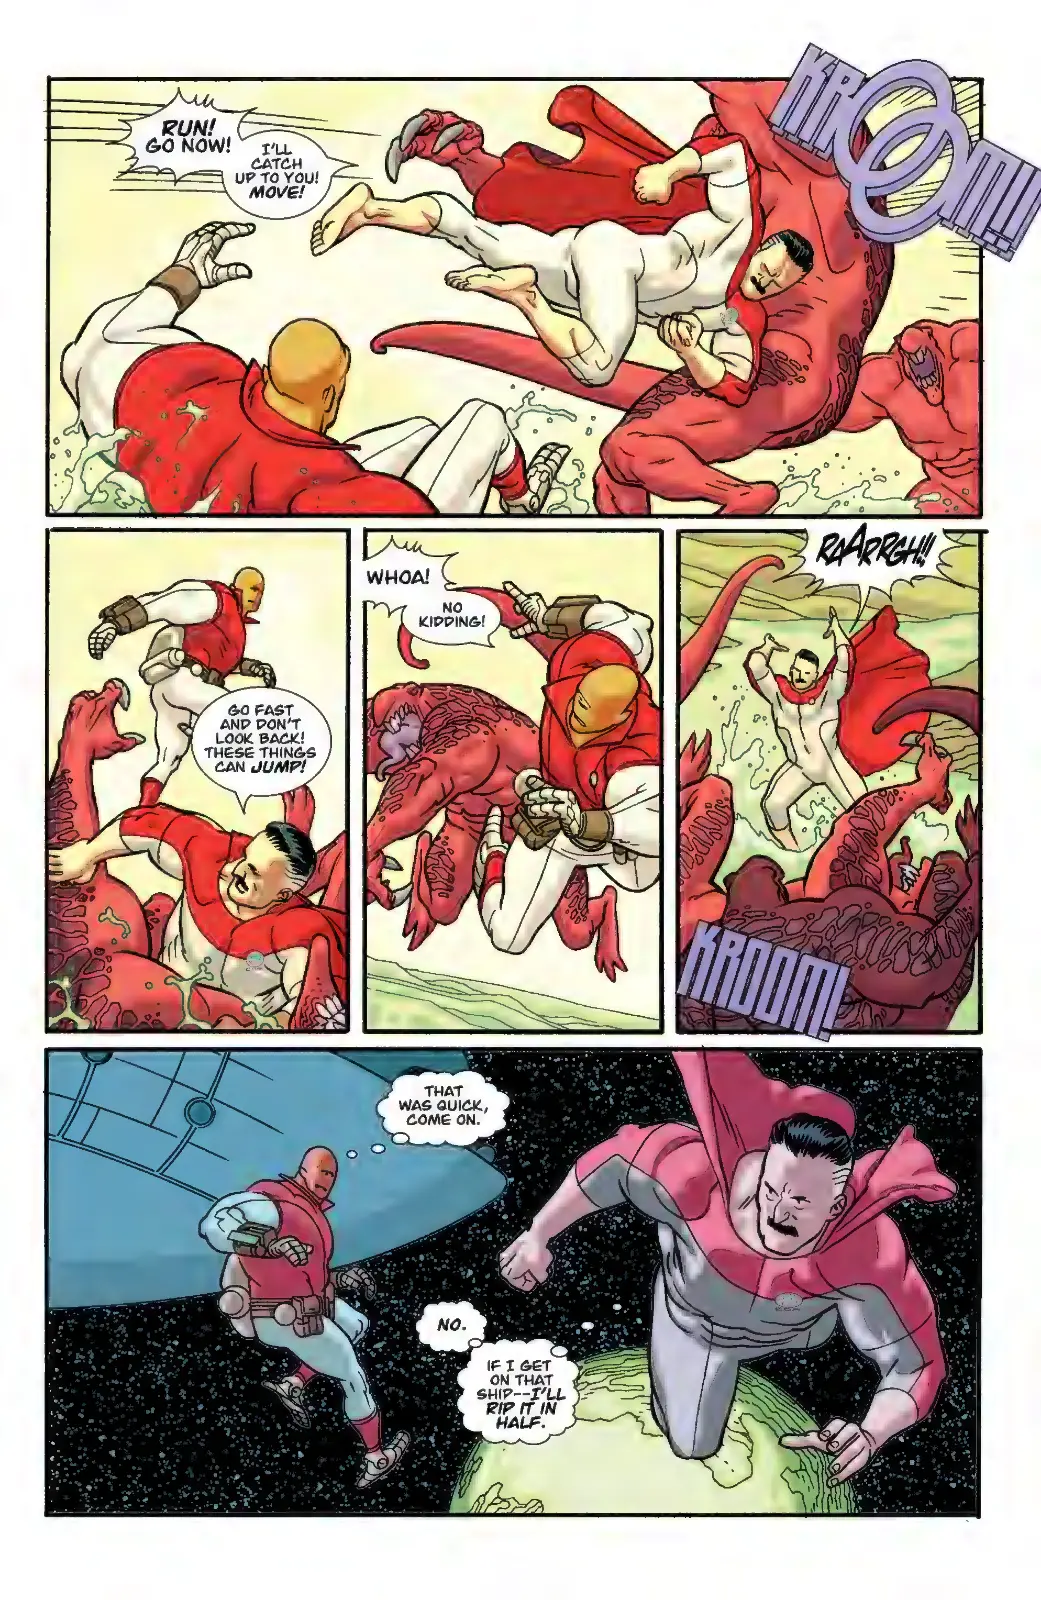 RUN!
GO NOW!
I'LL
CATCH
UP TO YOU!
MOVE!
KROOOM!!!
GO FAST
AND DON'T
LOOK BACK!
THESE THINGS
CAN JUMP!
WHOA!
NO
KIDDING!
RAARRGH!!!
KROOM!
THAT
WAS QUICK,
COME ON.
NO.
IF I GET
ON THAT
SHIP--I'LL
RIP IT IN
HALF.